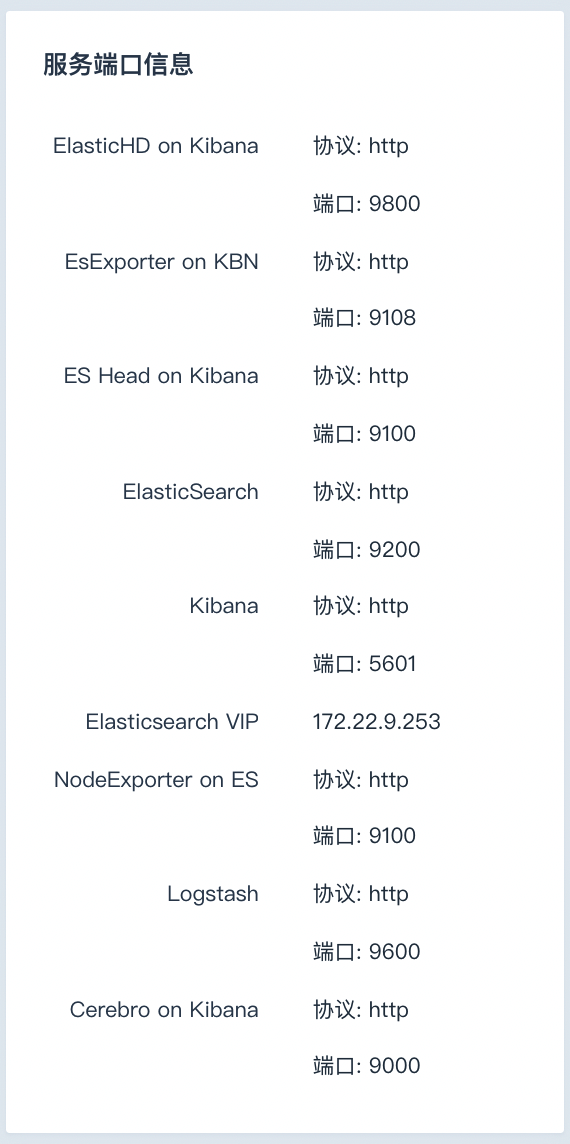 服务端口信息
ElasticHD on Kibana 协议: http
端口: 9800
EsExporter on KBN 协议: http
端口: 9108
ES Head on Kibana 协议: http
端口: 9100
ElasticSearch 协议: http
端口: 9200
Kibana 协议: http
端口: 5601
Elasticsearch VIP 172.22.9.253
NodeExporter on ES 协议: http
端口: 9100
Logstash 协议: http
端口: 9600
Cerebro on Kibana 协议: http
端口: 9000